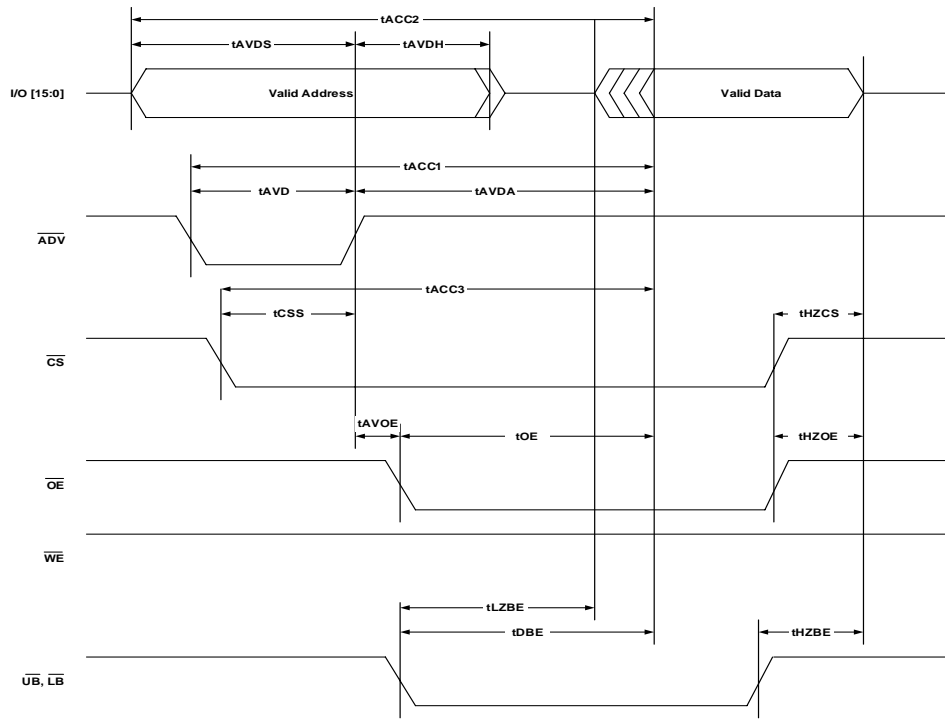 tACC2
tAVDS tAVDH
I/O [15:0] Valid Address Valid Data
tACC1
tAVD tAVDA
ADV
tACC3
tCSS tHZCS
CS
tAVOE tOE tHZOE
OE
WE
tLZBE
tDBE tHZBE
UB, LB